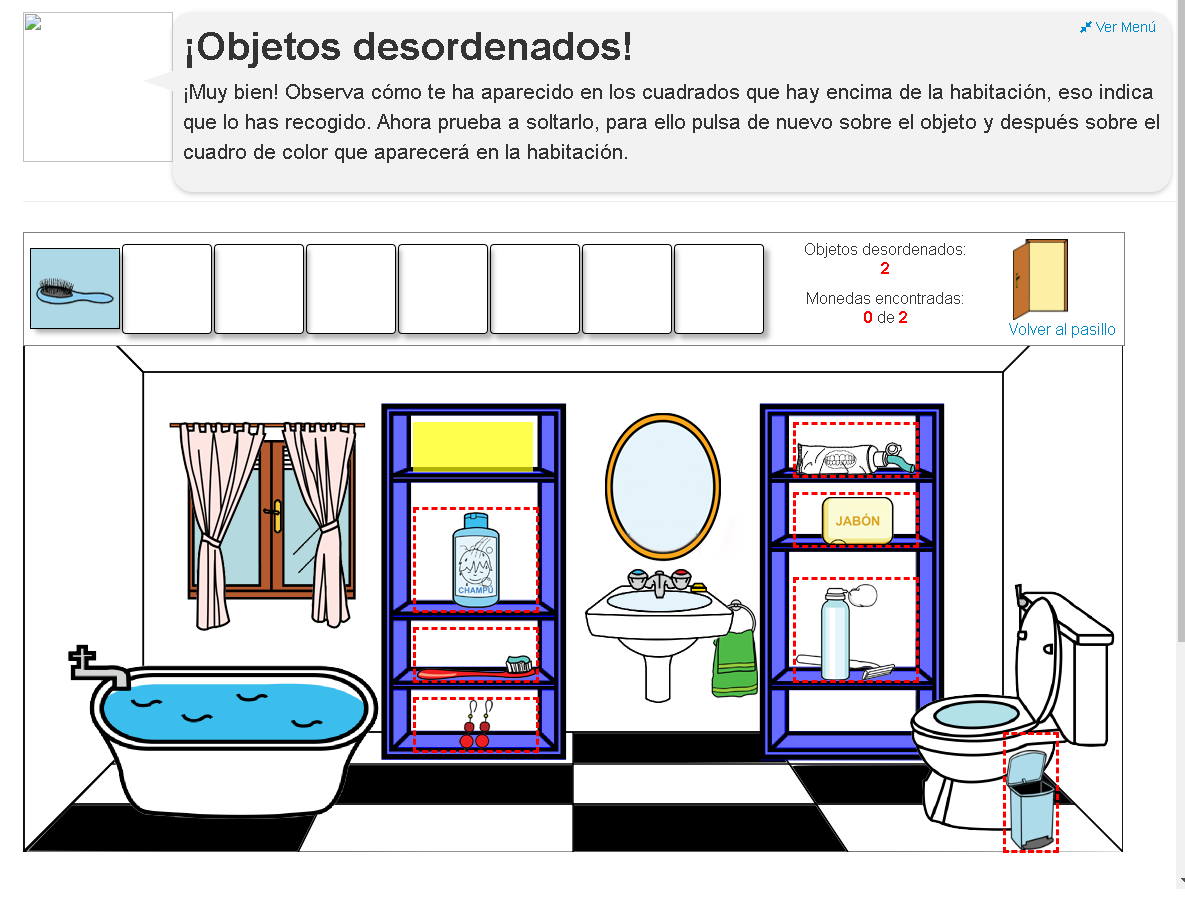 Ver Menú
¡Objetos desordenados!
¡Muy bien! Observa cómo te ha aparecido en los cuadrados que hay encima de la habitación, eso indica
que lo has recogido. Ahora prueba a soltarlo, para ello pulsa de nuevo sobre el objeto y después sobre el
cuadro de color que aparecerá en la habitación.
Objetos desordenados:
2
Monedas encontradas:
0 de 2
Volver al pasillo
JABÓN
CHAMPÚ